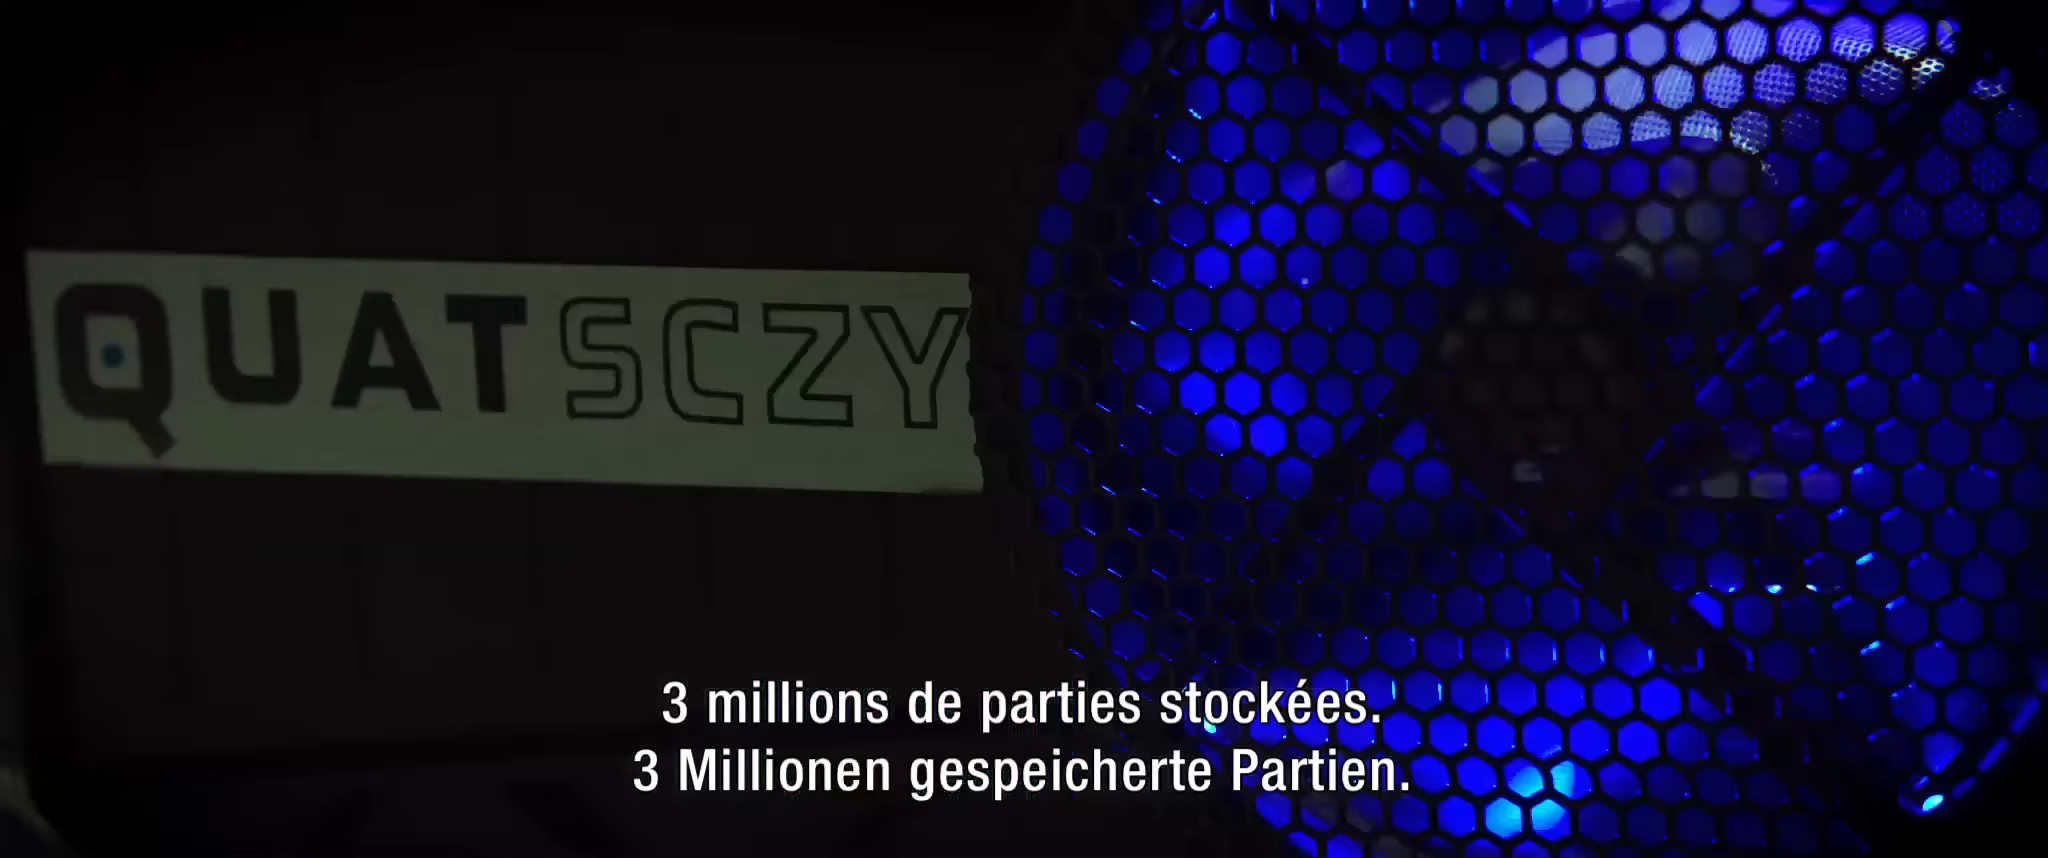 QUATSCZY
3 millions de parties stockées.
3 Millionen gespeicherte Partien.